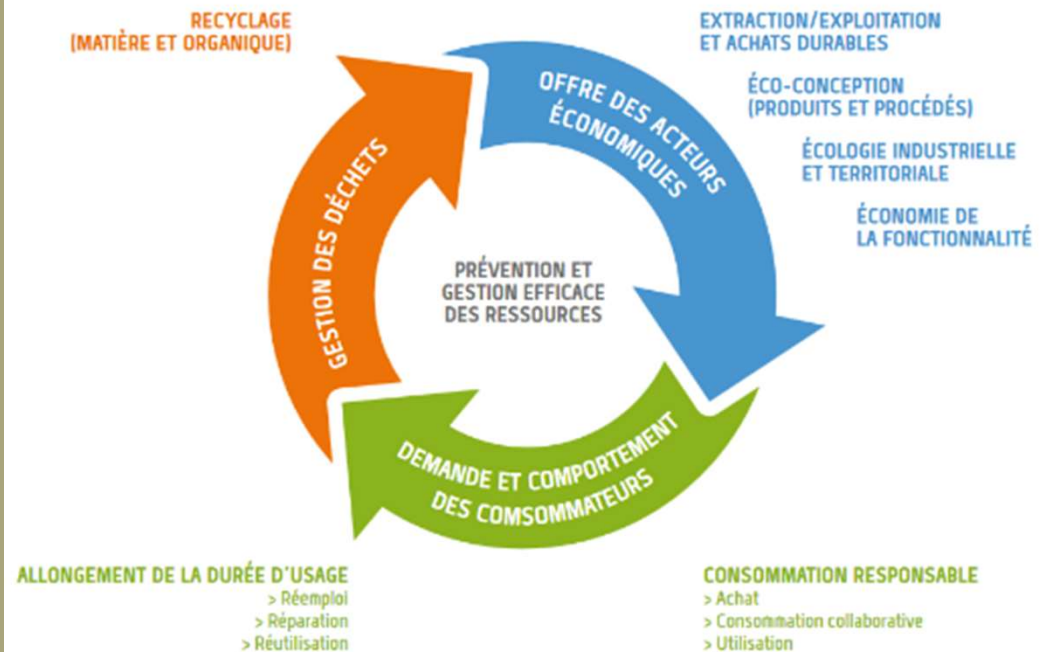 RECYCLAGE
(MATIÈRE ET ORGANIQUE)
EXTRACTION/EXPLOITATION
ET ACHATS DURABLES
ÉCO-CONCEPTION
(PRODUITS ET PROCÉDÉS)
ÉCOLOGIE INDUSTRIELLE
ET TERRITORIALE
ÉCONOMIE DE
LA FONCTIONNALITÉ
OFFRE DES ACTEURS
ÉCONOMIQUES
GESTION DES DÉCHETS
PRÉVENTION ET
GESTION EFFICACE
DES RESSOURCES
DEMANDE ET COMPORTEMENT
DES COMSOMMATEURS
ALLONGEMENT DE LA DURÉE D'USAGE
> Réemploi
> Réparation
> Réutilisation
CONSOMMATION RESPONSABLE
> Achat
> Consommation collaborative
> Utilisation